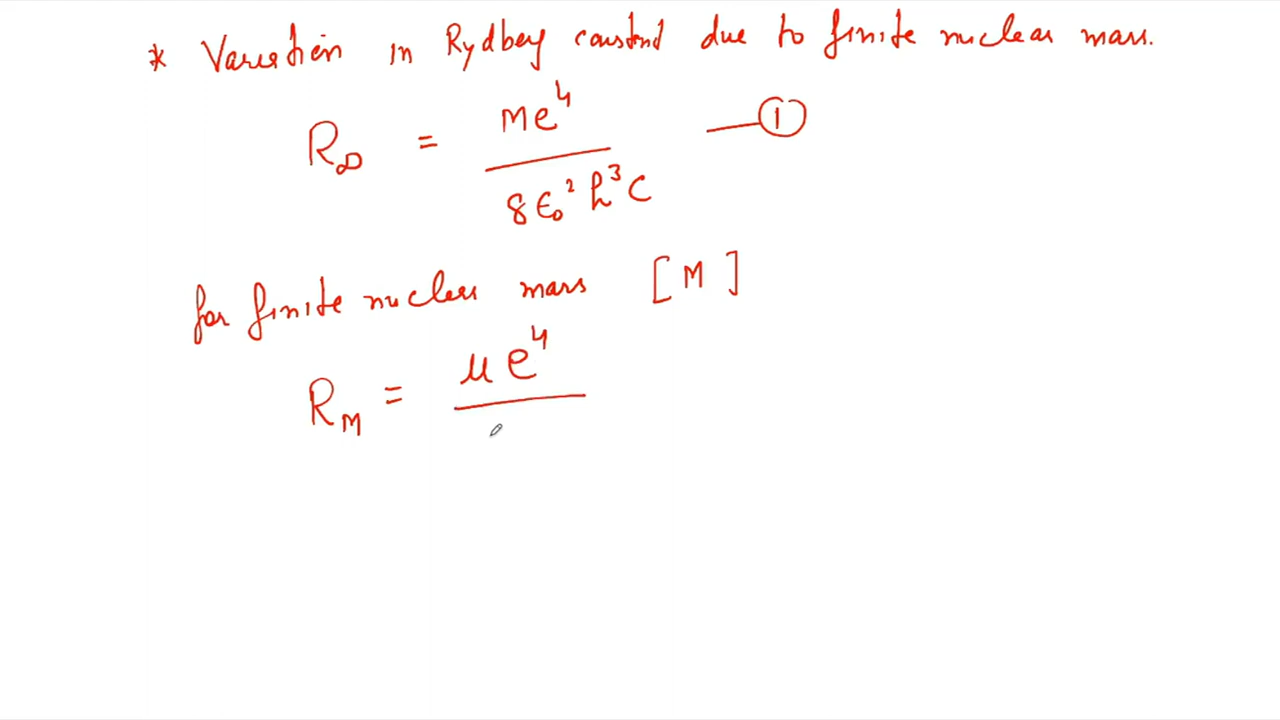 * Variation in Rydberg constant due to finite nuclear mass.
R∞ = me⁴ / 8ε₀²h³c —①
for finite nuclear mass [M]
R_M = μe⁴